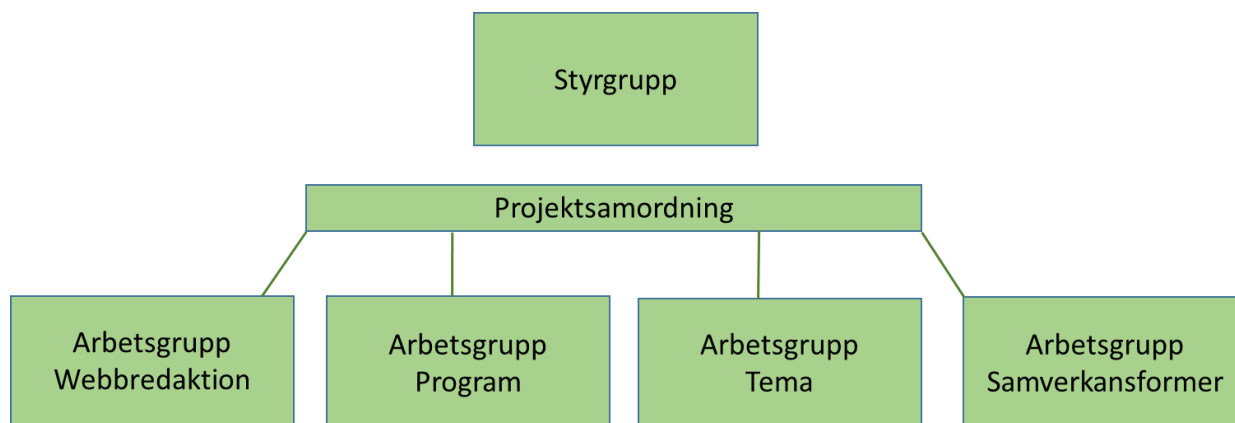 Styrgrupp
Projektsamordning
Arbetsgrupp
Webbredaktion
Arbetsgrupp
Program
Arbetsgrupp
Tema
Arbetsgrupp
Samverkansformer